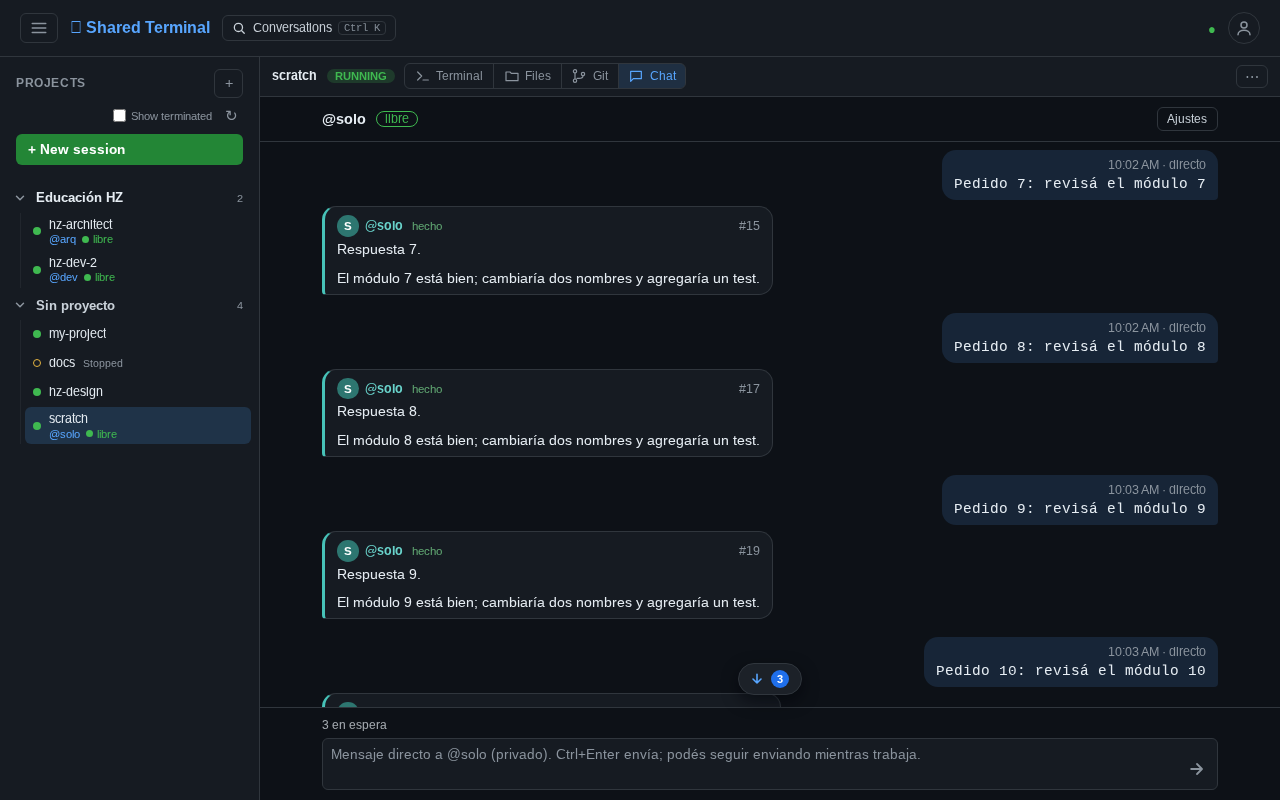 Shared Terminal
Conversations Ctrl K
PROJECTS
+
Show terminated
+ New session
Educación HZ 2
hz-architect
@arq libre
hz-dev-2
@dev libre
Sin proyecto 4
my-project
docs Stopped
hz-design
scratch
@solo libre
scratch RUNNING Terminal Files Git Chat
@solo libre Ajustes
10:02 AM · directo
Pedido 7: revisá el módulo 7
S @solo hecho #15
Respuesta 7.
El módulo 7 está bien; cambiaría dos nombres y agregaría un test.
10:02 AM · directo
Pedido 8: revisá el módulo 8
S @solo hecho #17
Respuesta 8.
El módulo 8 está bien; cambiaría dos nombres y agregaría un test.
10:03 AM · directo
Pedido 9: revisá el módulo 9
S @solo hecho #19
Respuesta 9.
El módulo 9 está bien; cambiaría dos nombres y agregaría un test.
10:03 AM · directo
Pedido 10: revisá el módulo 10
3
3 en espera
Mensaje directo a @solo (privado). Ctrl+Enter envía; podés seguir enviando mientras trabaja.